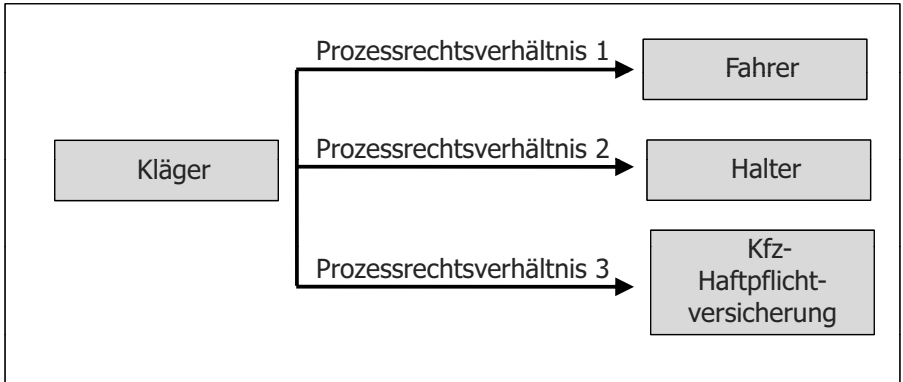 Prozessrechtsverhältnis 1
Fahrer
Kläger
Prozessrechtsverhältnis 2
Halter
Prozessrechtsverhältnis 3
Kfz-
Haftpflicht-
versicherung